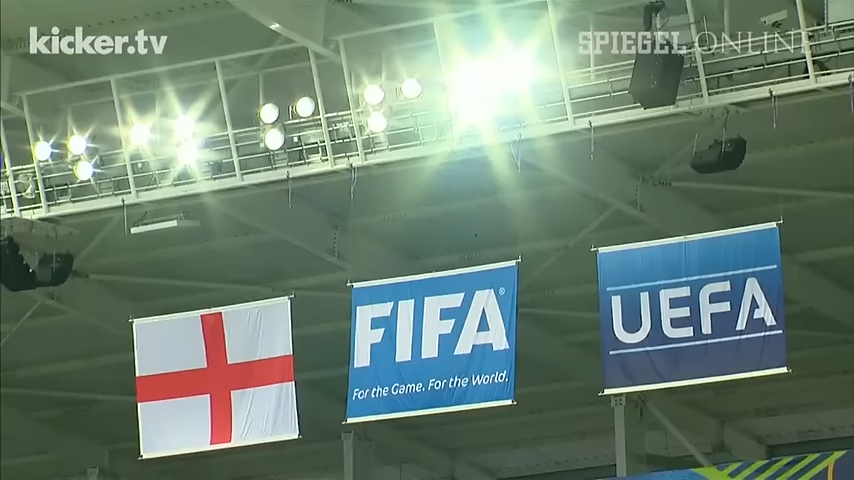 kicker.tv
SPIEGEL ONLINE
FIFA®
For the Game. For the World.
UEFA